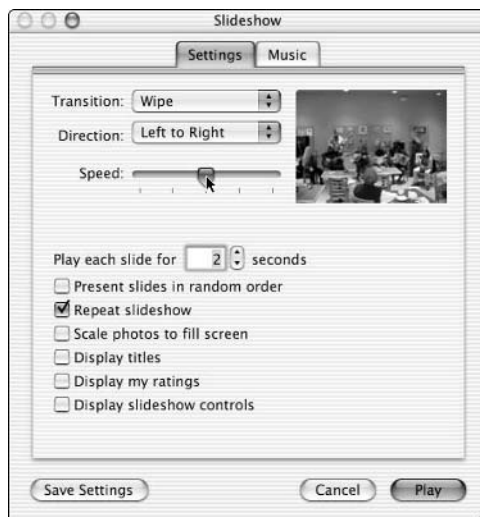 Slideshow
Settings Music
Transition: Wipe
Direction: Left to Right
Speed:
Play each slide for 2 seconds
Present slides in random order
Repeat slideshow
Scale photos to fill screen
Display titles
Display my ratings
Display slideshow controls
Save Settings Cancel Play